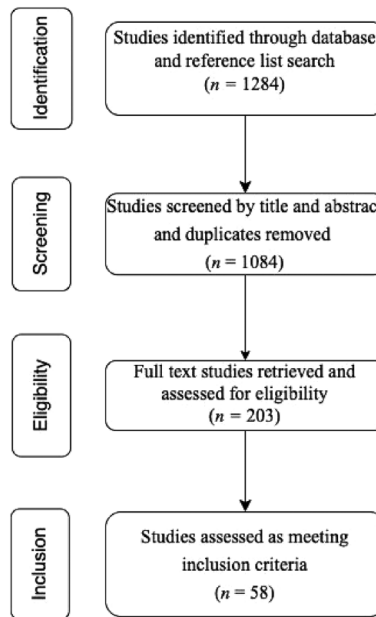 Identification
Studies identified through database
and reference list search
(n = 1284)
Screening
Studies screened by title and abstrac
and duplicates removed
(n = 1084)
Eligibility
Full text studies retrieved and
assessed for eligibility
(n = 203)
Inclusion
Studies assessed as meeting
inclusion criteria
(n = 58)